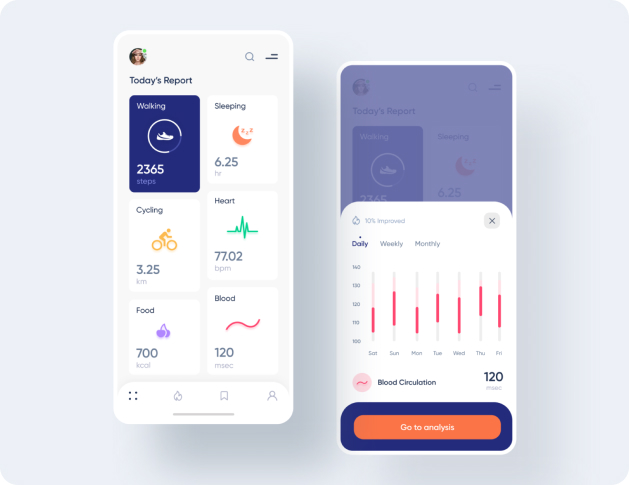 Today's Report
Walking
2365
steps
Sleeping
zzz
6.25
hr
Cycling
3.25
km
Heart
77.02
bpm
Food
700
kcal
Blood
120
msec
Today's Report
Walking
2365
Sleeping
6.25
10% Improved
Daily Weekly Monthly
140
130
120
110
100
Sat Sun Mon Tue Wed Thu Fri
Blood Circulation
120
msec
Go to analysis